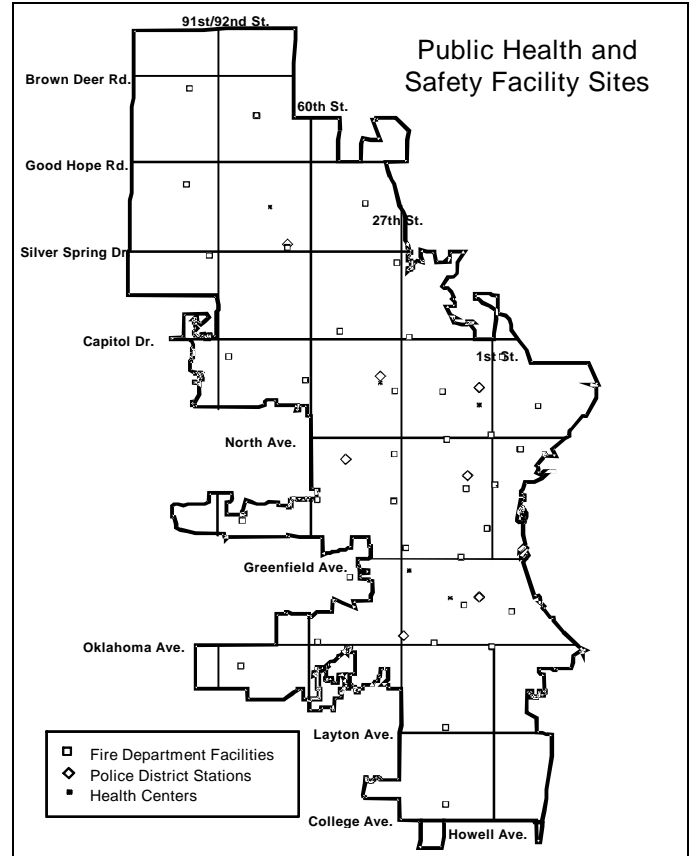 91st/92nd St.
Public Health and
Safety Facility Sites
Brown Deer Rd.
60th St.
Good Hope Rd.
27th St.
Silver Spring Dr.
Capitol Dr.
1st St.
North Ave.
Greenfield Ave.
Oklahoma Ave.
Layton Ave.
Fire Department Facilities
Police District Stations
Health Centers
College Ave.
Howell Ave.